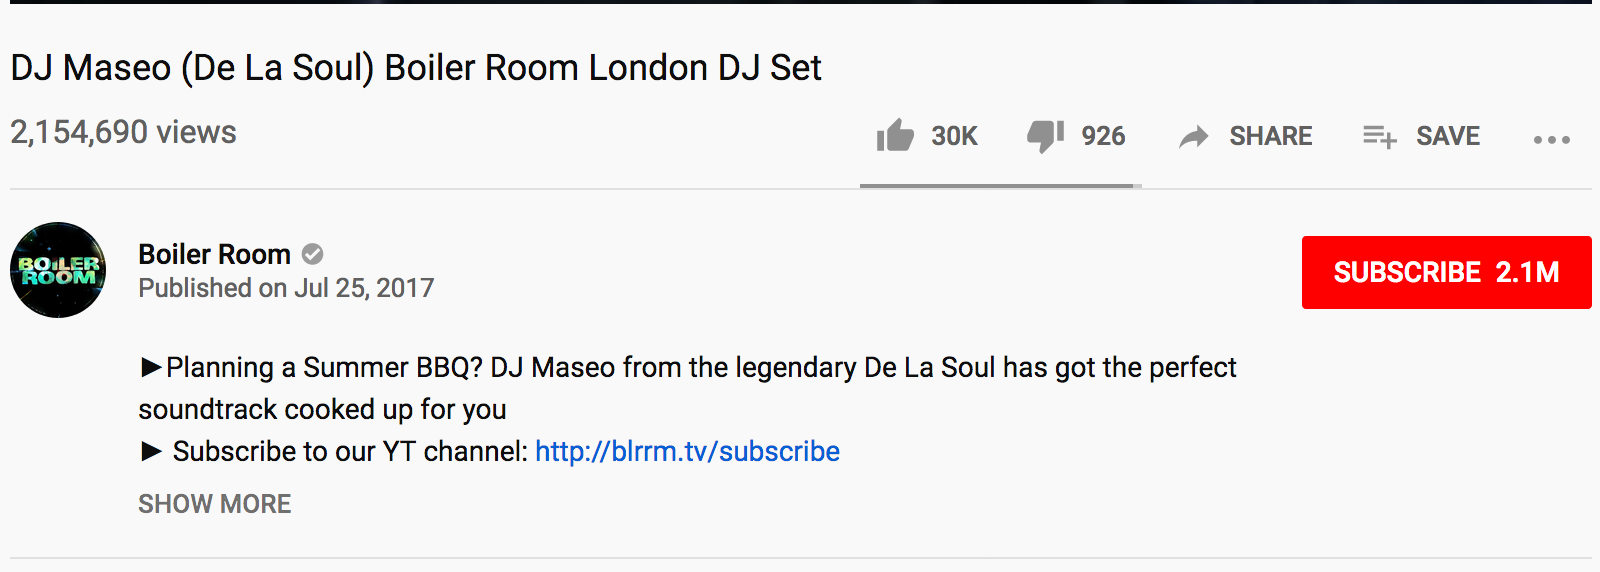 DJ Maseo (De La Soul) Boiler Room London DJ Set
2,154,690 views
30K 926 SHARE SAVE
BOiLER
ROOM
Boiler Room
Published on Jul 25, 2017
SUBSCRIBE 2.1M
►Planning a Summer BBQ? DJ Maseo from the legendary De La Soul has got the perfect
soundtrack cooked up for you
► Subscribe to our YT channel: http://blrrm.tv/subscribe
SHOW MORE